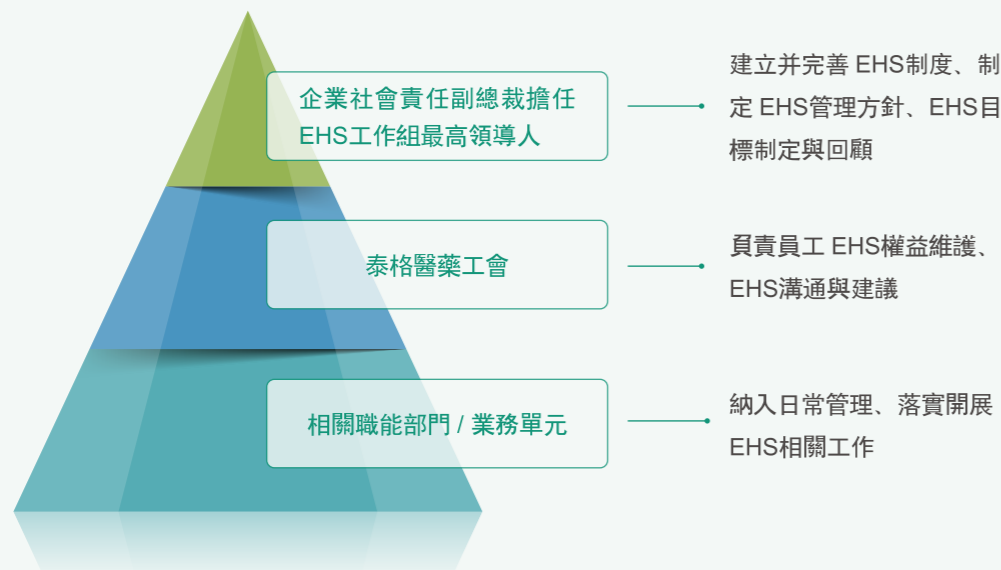 企業社會責任副總裁擔任
EHS工作組最高領導人
建立并完善 EHS制度、制
定 EHS管理方針、EHS目
標制定與回顧
泰格醫藥工會
負責員工 EHS權益維護、
EHS溝通與建議
相關職能部門 / 業務單元
納入日常管理、落實開展
EHS相關工作